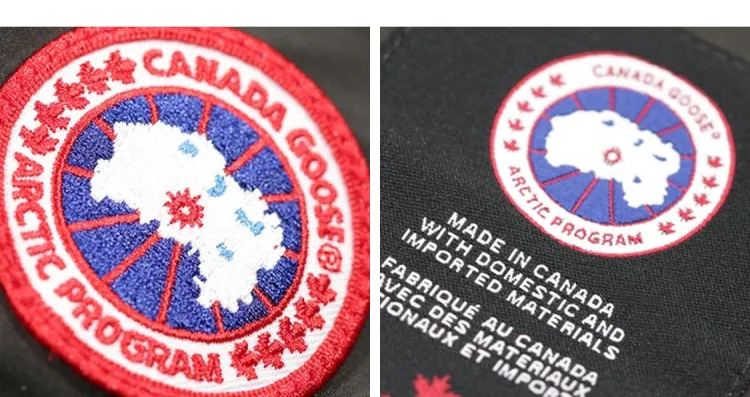 CANADA GOOSE®
ARCTIC PROGRAM
CANADA GOOSE®
ARCTIC PROGRAM
MADE IN CANADA
WITH DOMESTIC AND
IMPORTED MATERIALS
FABRIQUÉ AU CANADA
AVEC DES MATERIAUX